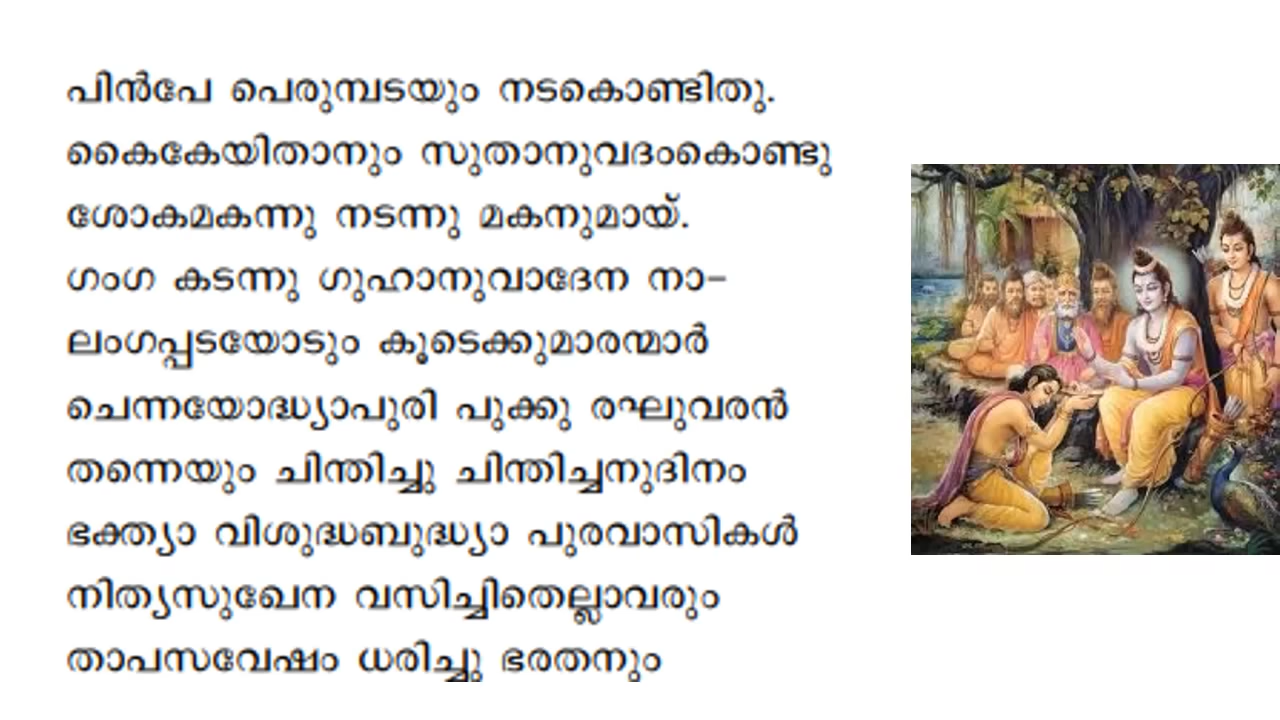 പിൻപേ പെരുമ്പടയും നടകൊണ്ടിതു.
കൈകേയിതാനും സുതാനുവദംകൊണ്ടു
ശോകമകന്നു നടന്നു മകനുമായ്.
ഗംഗ കടന്നു ഗുഹാനുവാദേന നാ-
ലംഗപ്പടയോടും കൂടെക്കുമാരന്മാർ
ചെന്നയോദ്ധ്യാപുരി പുക്കു രഘുവരൻ
തന്നെയും ചിന്തിച്ചു ചിന്തിച്ചനുദിനം
ഭക്ത്യാ വിശുദ്ധബുദ്ധ്യാ പുരവാസികൾ
നിത്യസുഖേന വസിച്ചിതെല്ലാവരും
താപസവേഷം ധരിച്ചു ഭരതനും